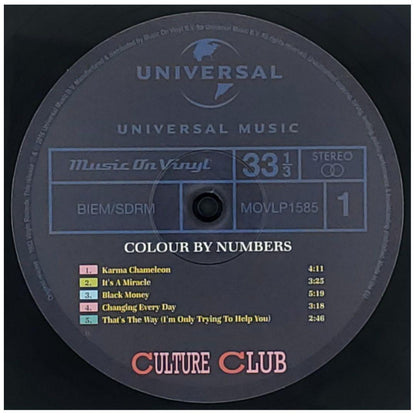 UNIVERSAL
UNIVERSAL MUSIC
Music On Vinyl
33 1/3
STEREO
BIEM/SDRM
MOVLP1585
1
COLOUR BY NUMBERS
1. Karma Chameleon 4:11
2. It's A Miracle 3:25
3. Black Money 5:19
4. Changing Every Day 3:18
5. That's The Way (I'm Only Trying To Help You) 2:46
CULTURE CLUB